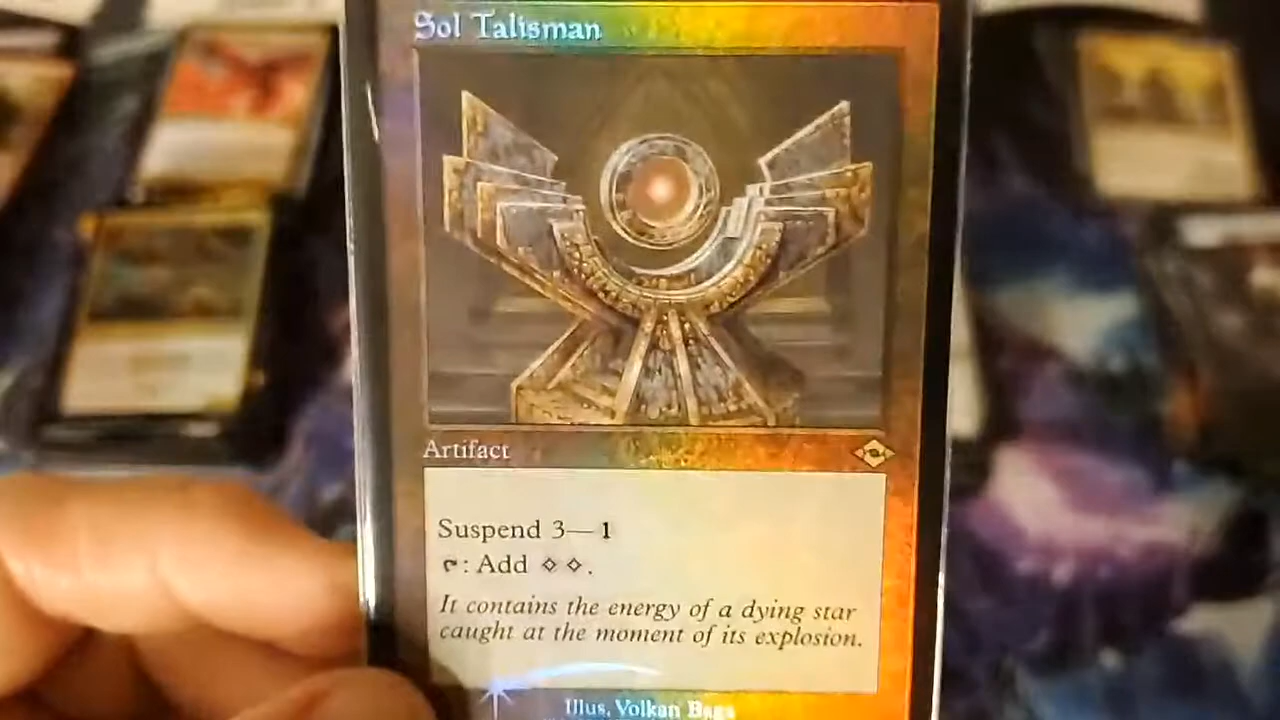 Sol Talisman
Artifact
Suspend 3—1
: Add
It contains the energy of a dying star
caught at the moment of its explosion.
Illus. Volkan Baga